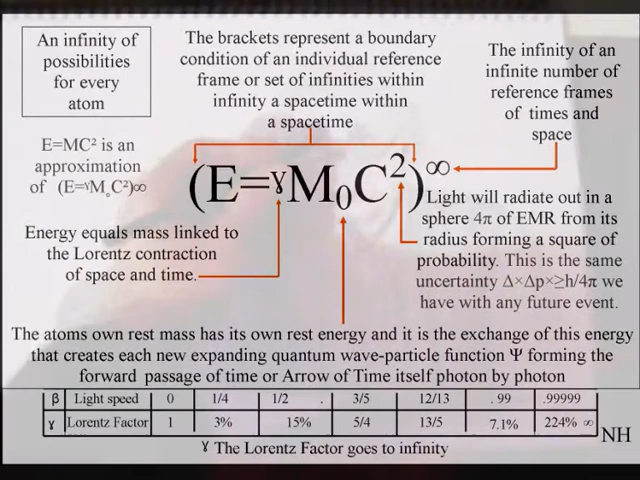 An infinity of
possibilities
for every
atom
The brackets represent a boundary
condition of an individual reference
frame or set of infinities within
infinity a spacetime within
a spacetime
The infinity of an
infinite number of
reference frames
of times and
space
E=MC² is an
approximation
of (E=ɣM₀C²)∞
(E=ɣM₀C²)∞
Energy equals mass linked to
the Lorentz contraction
of space and time.
Light will radiate out in a
sphere 4π of EMR from its
radius forming a square of
probability. This is the same
uncertainty Δ×Δp×≥h/4π we
have with any future event.
The atoms own rest mass has its own rest energy and it is the exchange of this energy
that creates each new expanding quantum wave-particle function Ψ forming the
forward passage of time or Arrow of Time itself photon by photon
β Light speed 0 1/4 1/2 . 3/5 12/13 . 99 .99999
ɣ Lorentz Factor 1 3% 15% 5/4 13/5 7.1% 224% ∞
ɣ The Lorentz Factor goes to infinity
NH